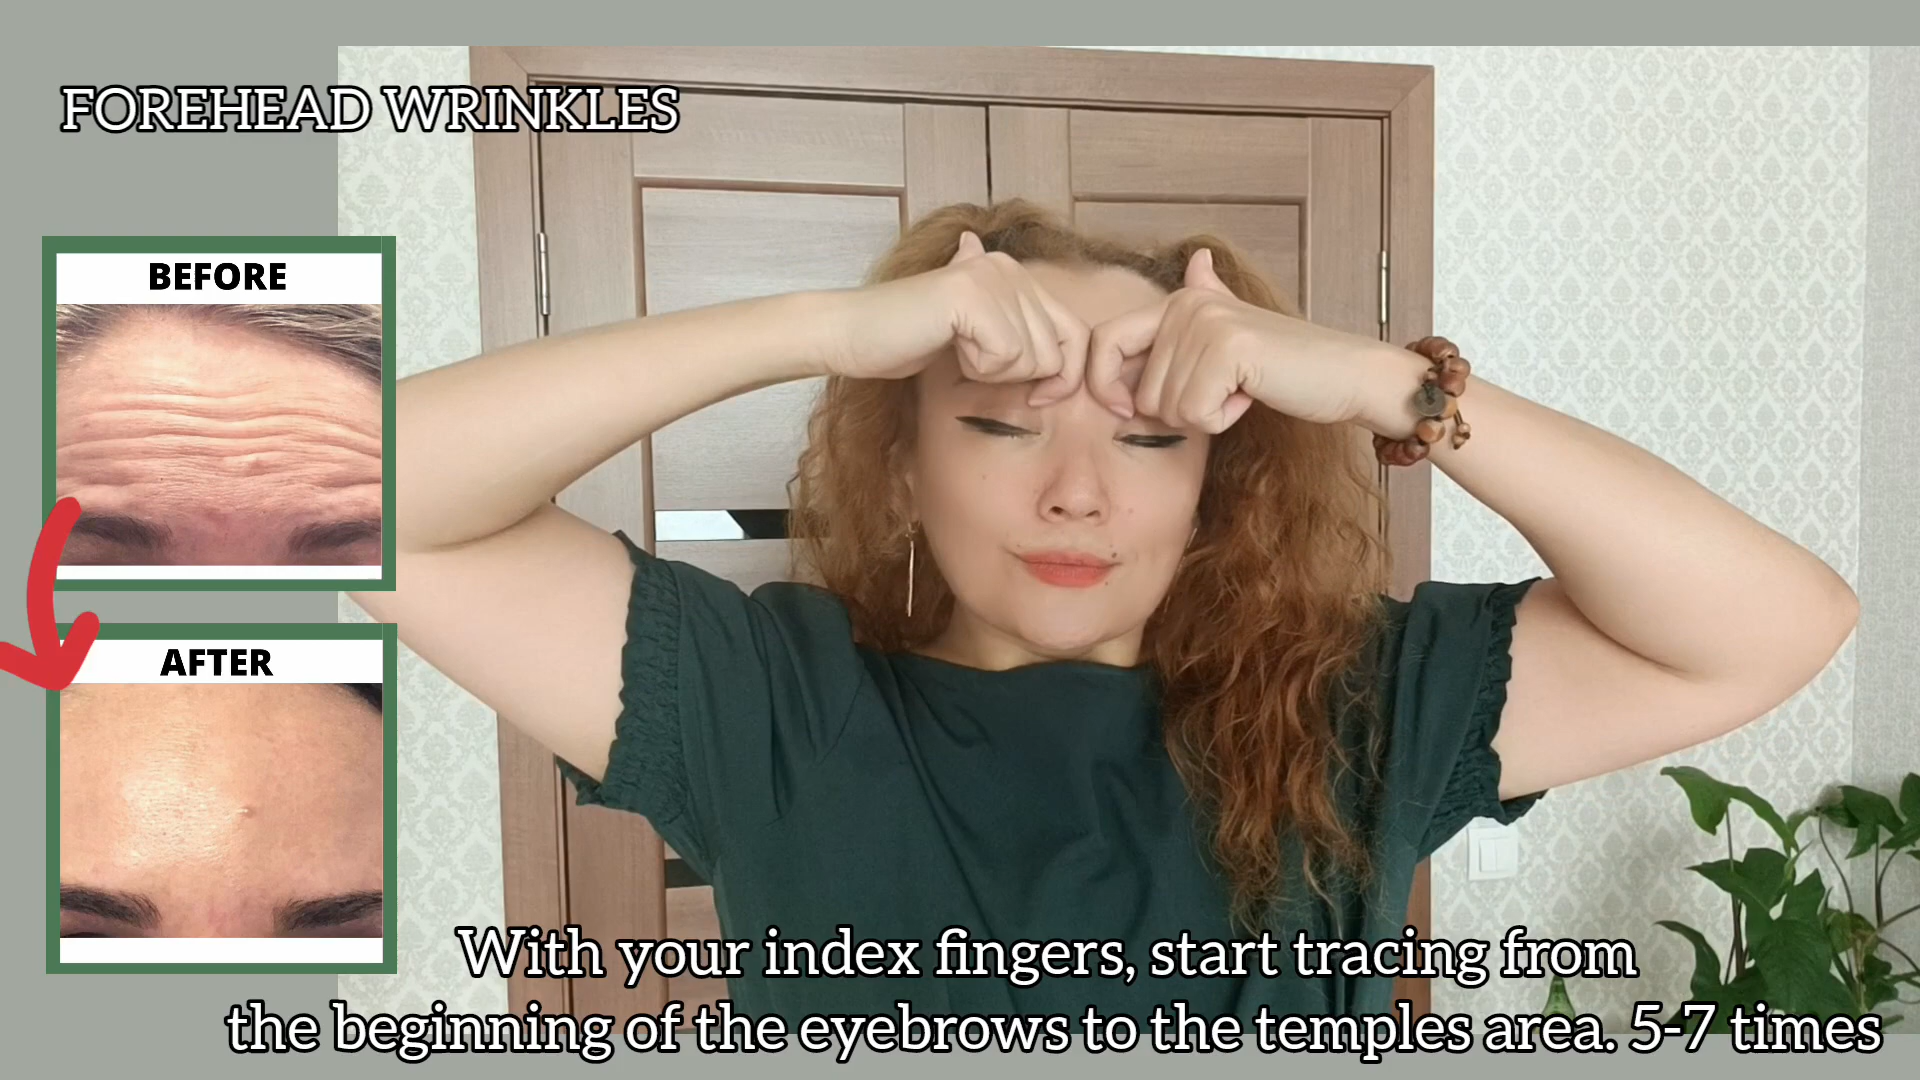 FOREHEAD WRINKLES
BEFORE
AFTER
With your index fingers, start tracing from
the beginning of the eyebrows to the temples area. 5-7 times